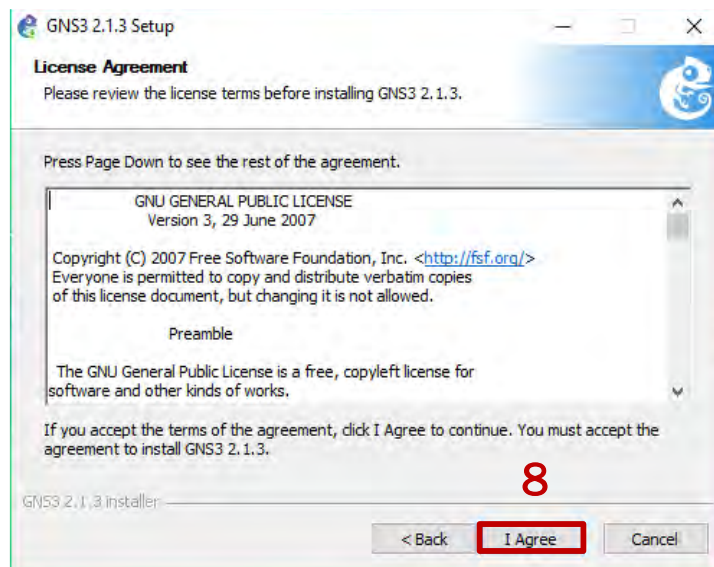 GNS3 2.1.3 Setup
License Agreement
Please review the license terms before installing GNS3 2.1.3.
Press Page Down to see the rest of the agreement.
GNU GENERAL PUBLIC LICENSE
Version 3, 29 June 2007
Copyright (C) 2007 Free Software Foundation, Inc. <http://fsf.org/>
Everyone is permitted to copy and distribute verbatim copies
of this license document, but changing it is not allowed.
Preamble
The GNU General Public License is a free, copyleft license for
software and other kinds of works.
If you accept the terms of the agreement, click I Agree to continue. You must accept the
agreement to install GNS3 2.1.3.
8
GNS3 2.1.3 installer
< Back I Agree Cancel